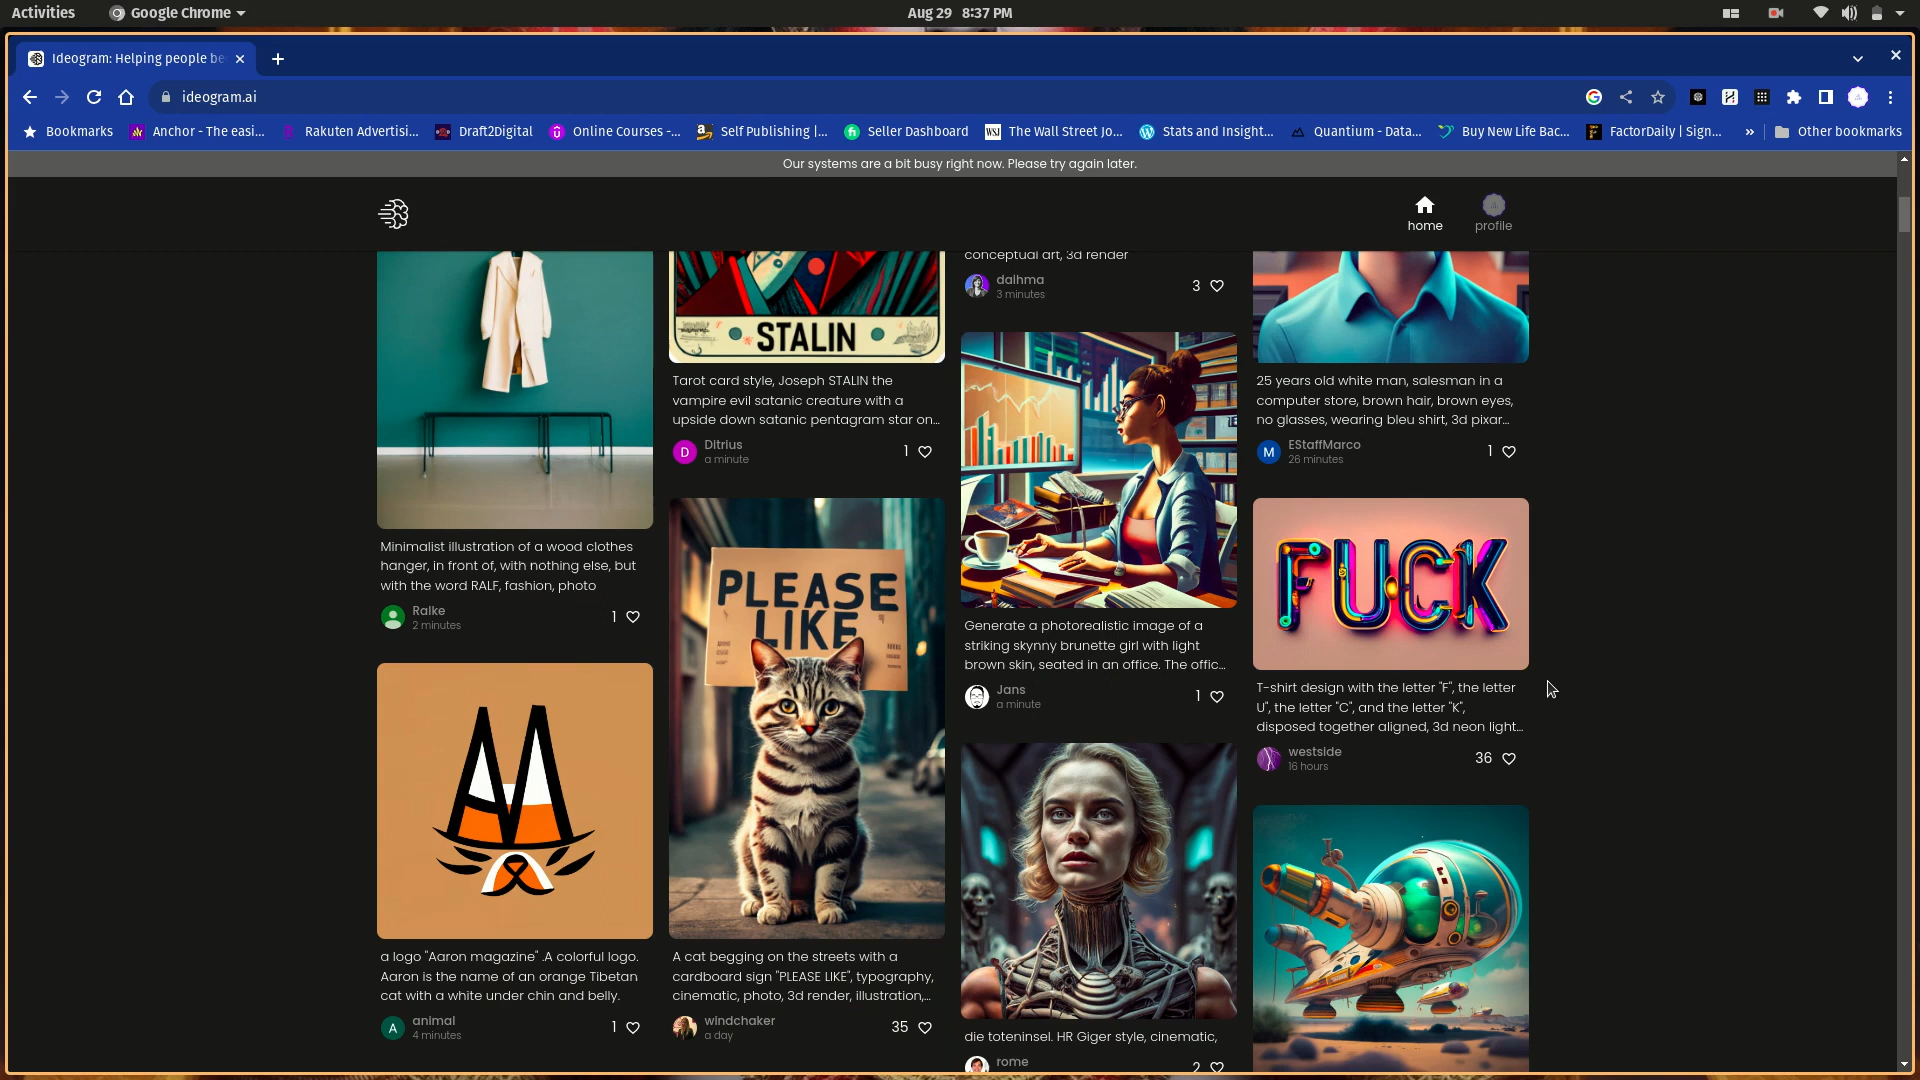 Activities
Google Chrome
Aug 29 8:37 PM
Ideogram: Helping people be
ideogram.ai
Bookmarks
Anchor - The easi...
Rakuten Advertisi...
Draft2Digital
Online Courses -...
Self Publishing |...
Seller Dashboard
WSJ
The Wall Street Jo...
Stats and Insight...
Quantium - Data...
Buy New Life Bac...
FactorDaily | Sign...
»
Other bookmarks
Our systems are a bit busy right now. Please try again later.
home
profile
Minimalist illustration of a wood clothes
hanger, in front of, with nothing else, but
with the word RALF, fashion, photo
Ralke
2 minutes
1
a logo "Aaron magazine" .A colorful logo.
Aaron is the name of an orange Tibetan
cat with a white under chin and belly.
A
animal
4 minutes
1
STALIN
Tarot card style, Joseph STALIN the
vampire evil satanic creature with a
upside down satanic pentagram star on...
D
Ditrius
a minute
1
PLEASE
LIKE
A cat begging on the streets with a
cardboard sign "PLEASE LIKE", typography,
cinematic, photo, 3d render, illustration,...
windchaker
a day
35
conceptual art, 3d render
daihma
3 minutes
3
Generate a photorealistic image of a
striking skynny brunette girl with light
brown skin, seated in an office. The offic...
Jans
a minute
1
die toteninsel. HR Giger style, cinematic,
rome
2
25 years old white man, salesman in a
computer store, brown hair, brown eyes,
no glasses, wearing bleu shirt, 3d pixar...
M
EStaffMarco
26 minutes
1
FUCK
T-shirt design with the letter "F", the letter
U", the letter "C", and the letter "K",
disposed together aligned, 3d neon light...
westside
16 hours
36